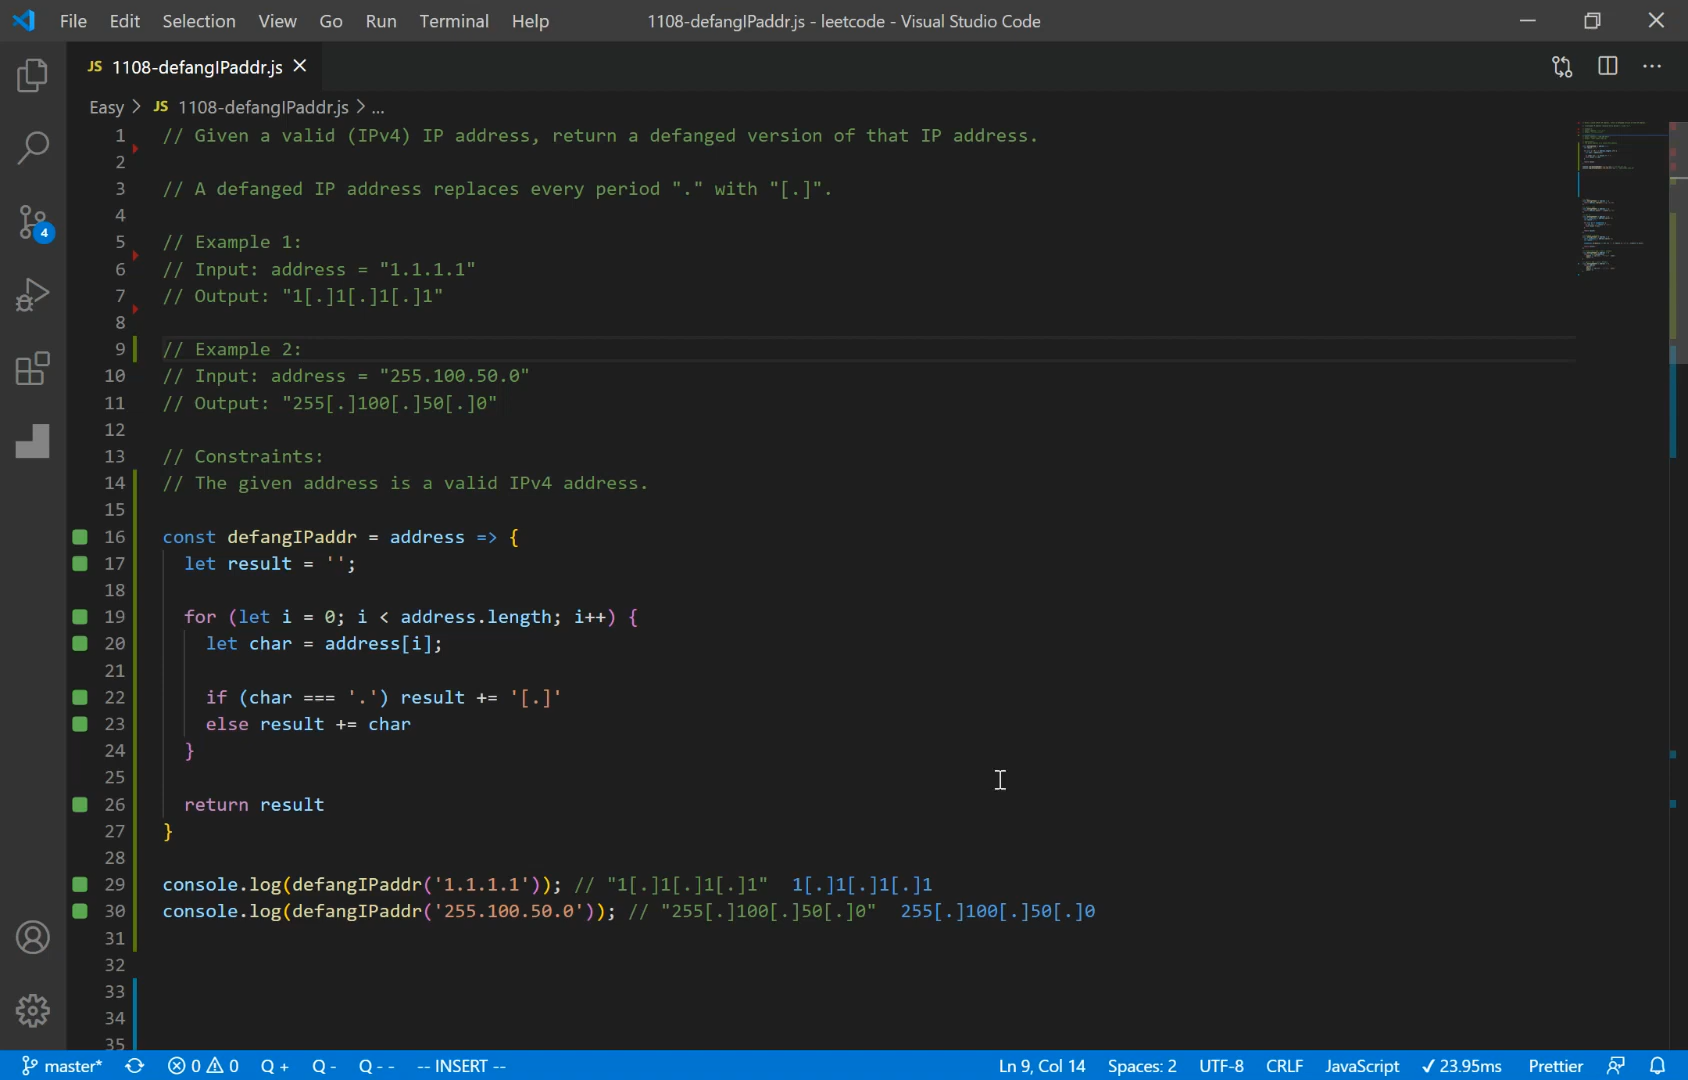 File Edit Selection View Go Run Terminal Help 1108-defangIPaddr.js - leetcode - Visual Studio Code
JS 1108-defangIPaddr.js
Easy > JS 1108-defangIPaddr.js > ...
1 // Given a valid (IPv4) IP address, return a defanged version of that IP address.
2
3 // A defanged IP address replaces every period "." with "[.]".
4
5 // Example 1:
6 // Input: address = "1.1.1.1"
7 // Output: "1[.]1[.]1[.]1"
8
9 // Example 2:
10 // Input: address = "255.100.50.0"
11 // Output: "255[.]100[.]50[.]0"
12
13 // Constraints:
14 // The given address is a valid IPv4 address.
15
16 const defangIPaddr = address => {
17 let result = '';
18
19 for (let i = 0; i < address.length; i++) {
20 let char = address[i];
21
22 if (char === '.') result += '[.]'
23 else result += char
24 }
25
26 return result
27 }
28
29 console.log(defangIPaddr('1.1.1.1')); // "1[.]1[.]1[.]1" 1[.]1[.]1[.]1
30 console.log(defangIPaddr('255.100.50.0')); // "255[.]100[.]50[.]0" 255[.]100[.]50[.]0
31
32
33
34
35
4
master* 0 0 Q + Q - Q - - -- INSERT -- Ln 9, Col 14 Spaces: 2 UTF-8 CRLF JavaScript ✓ 23.95ms Prettier